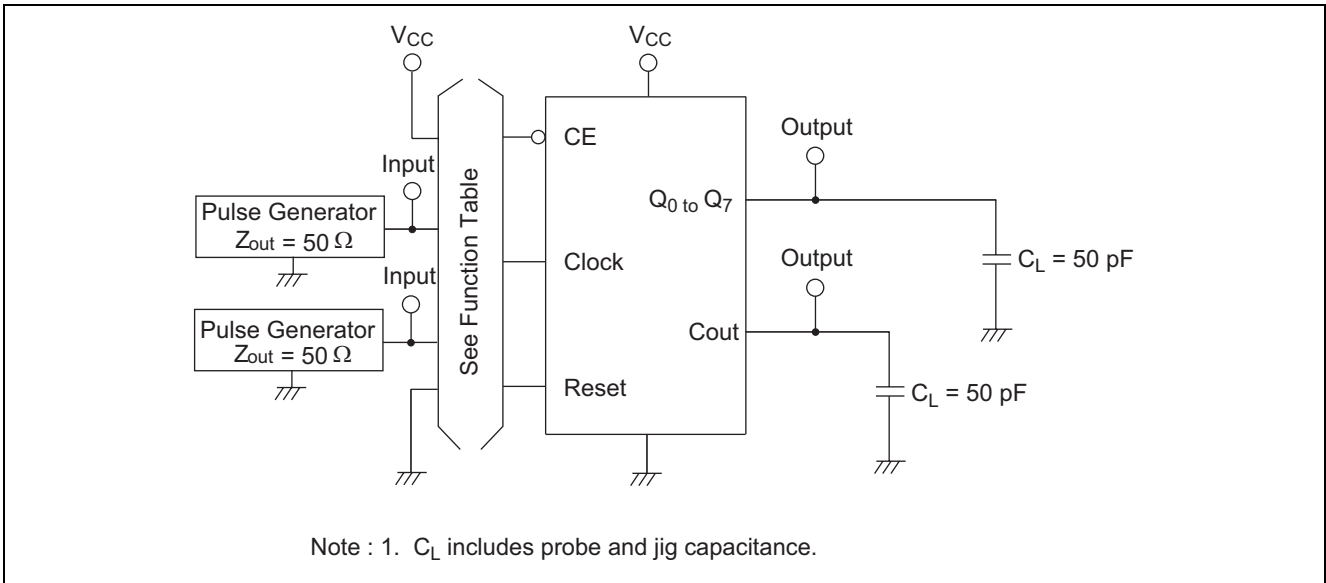 VCC
VCC
Input
Pulse Generator
Zout = 50 Ω
Input
Pulse Generator
Zout = 50 Ω
See Function Table
CE
Clock
Reset
Q0 to Q7
Cout
Output
CL = 50 pF
Output
CL = 50 pF
Note : 1. CL includes probe and jig capacitance.